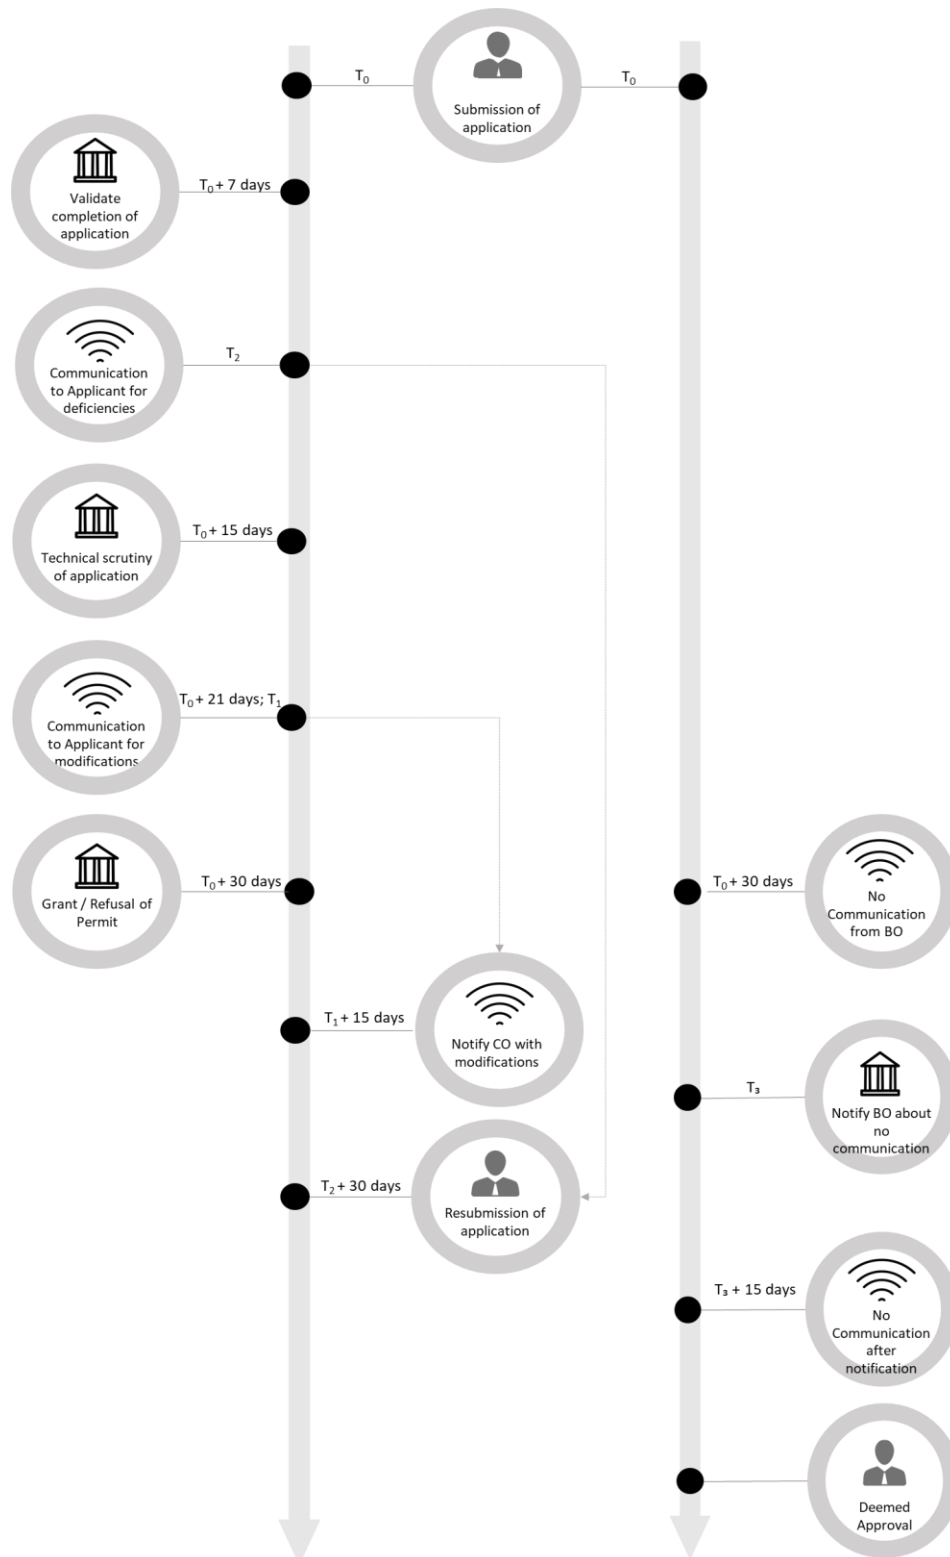 T₀
T₀
Submission of
application
T₀ + 7 days
Validate
completion of
application
T₂
Communication
to Applicant for
deficiencies
T₀ + 15 days
Technical scrutiny
of application
T₀ + 21 days; T₁
Communication
to Applicant for
modifications
T₀ + 30 days
Grant / Refusal of
Permit
T₀ + 30 days
No
Communication
from BO
T₁ + 15 days
Notify CO with
modifications
T₃
Notify BO about
no
communication
T₂ + 30 days
Resubmission of
application
T₃ + 15 days
No
Communication
after
notification
Deemed
Approval